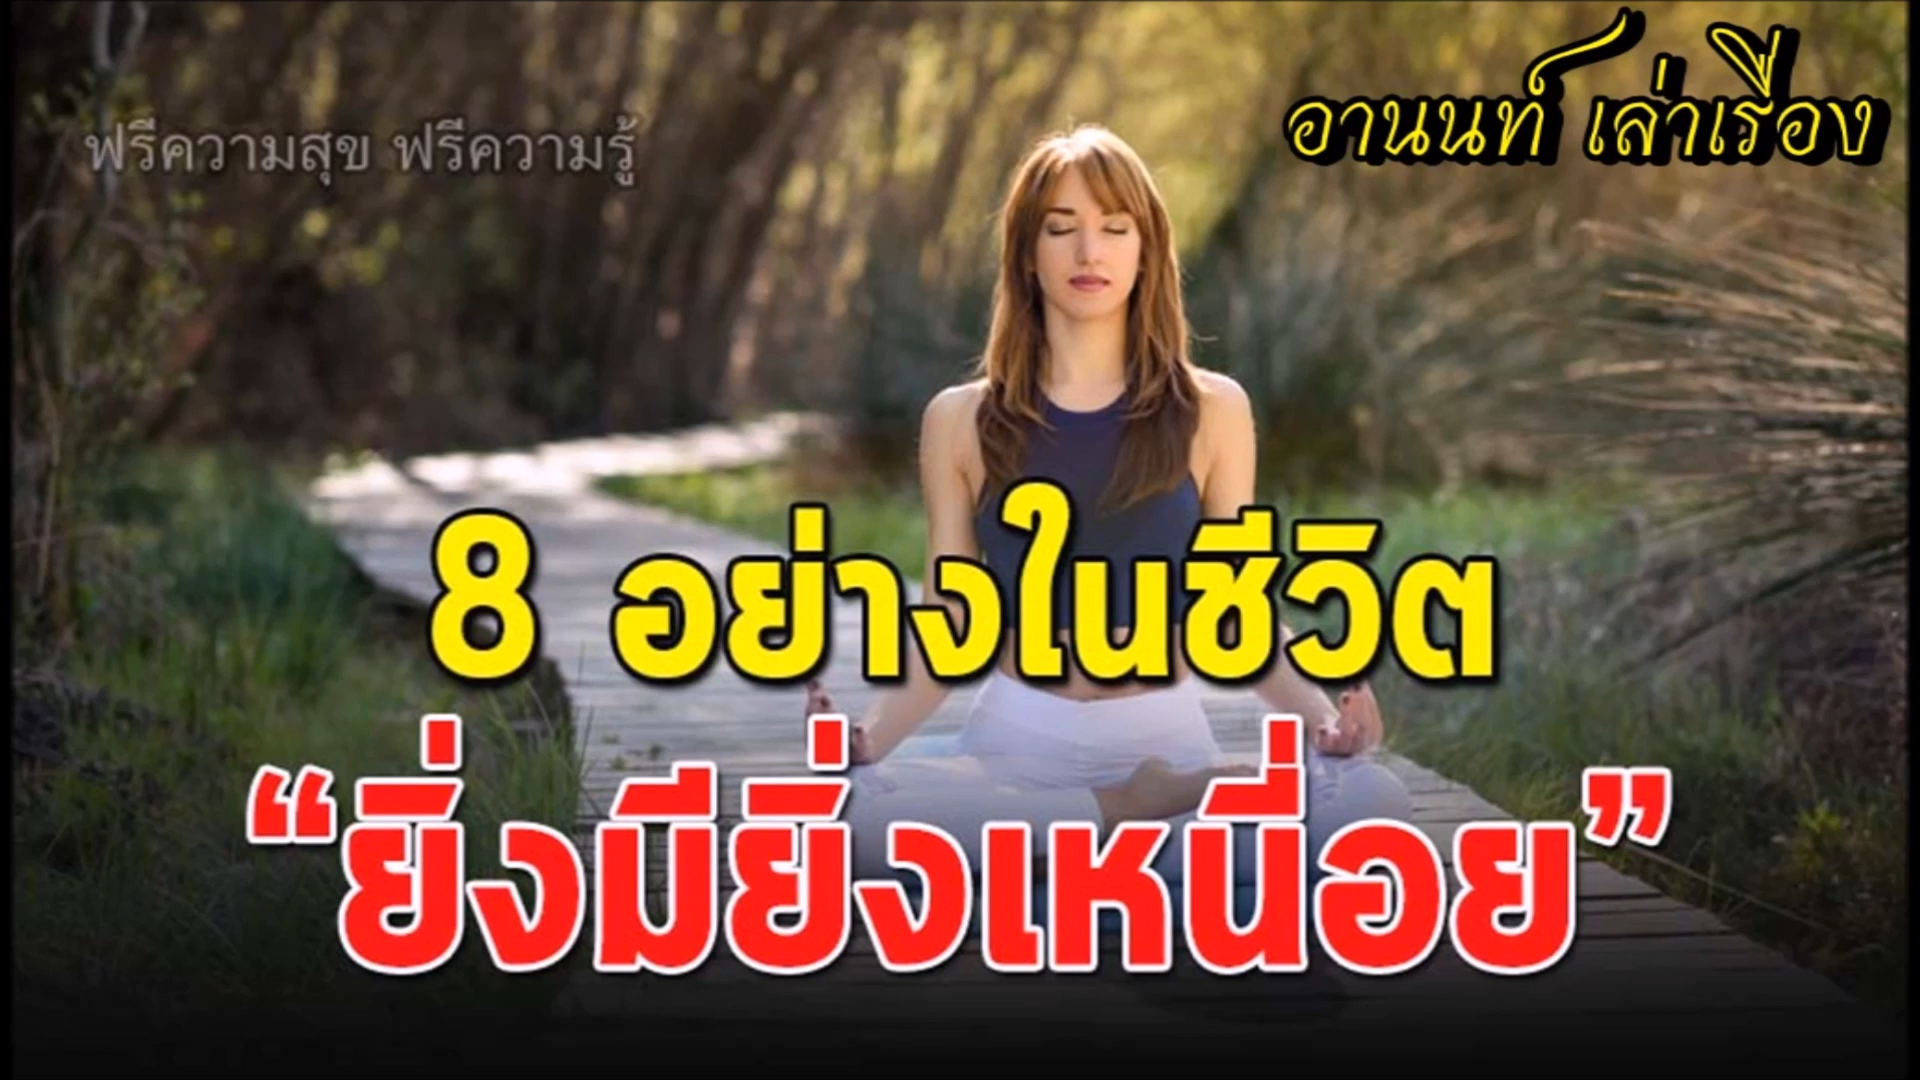 อานนท์ เล่าเรื่อง
ฟรีความสุข ฟรีความรู้
8 อย่างในชีวิต
“ยิ่งมียิ่งเหนื่อย”